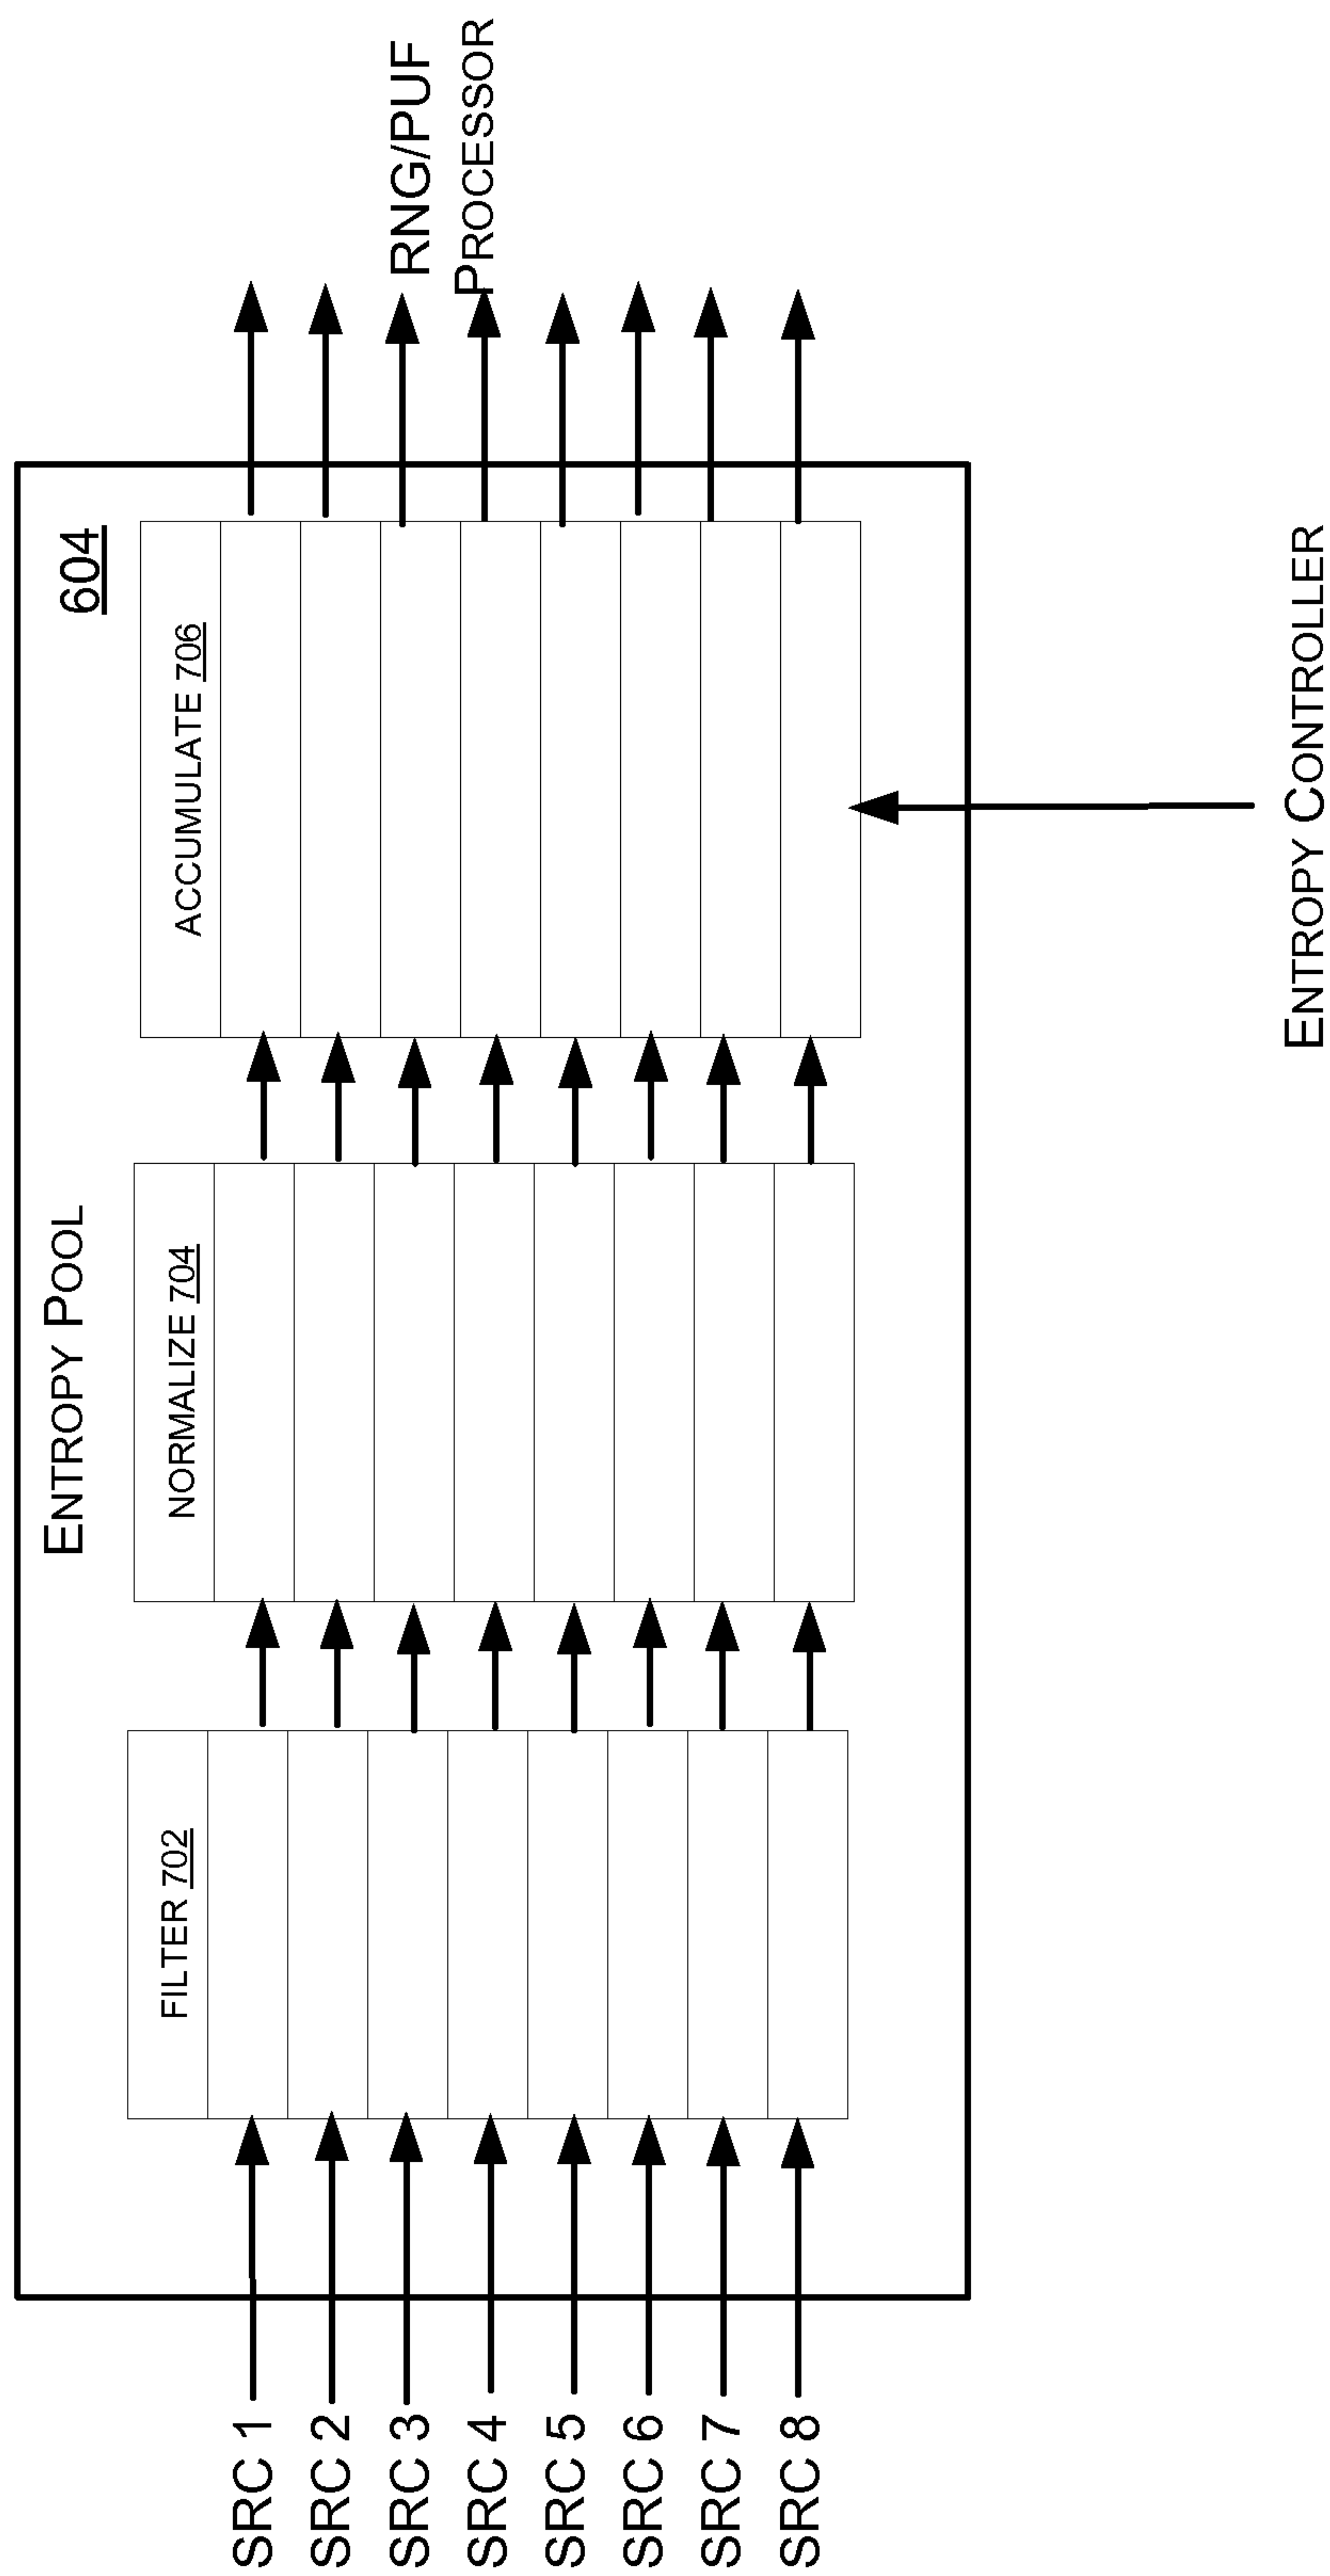 ENTROPY POOL
604
FILTER 702
NORMALIZE 704
ACCUMULATE 706
SRC 1
SRC 2
SRC 3
SRC 4
SRC 5
SRC 6
SRC 7
SRC 8
RNG/PUF
PROCESSOR
ENTROPY CONTROLLER